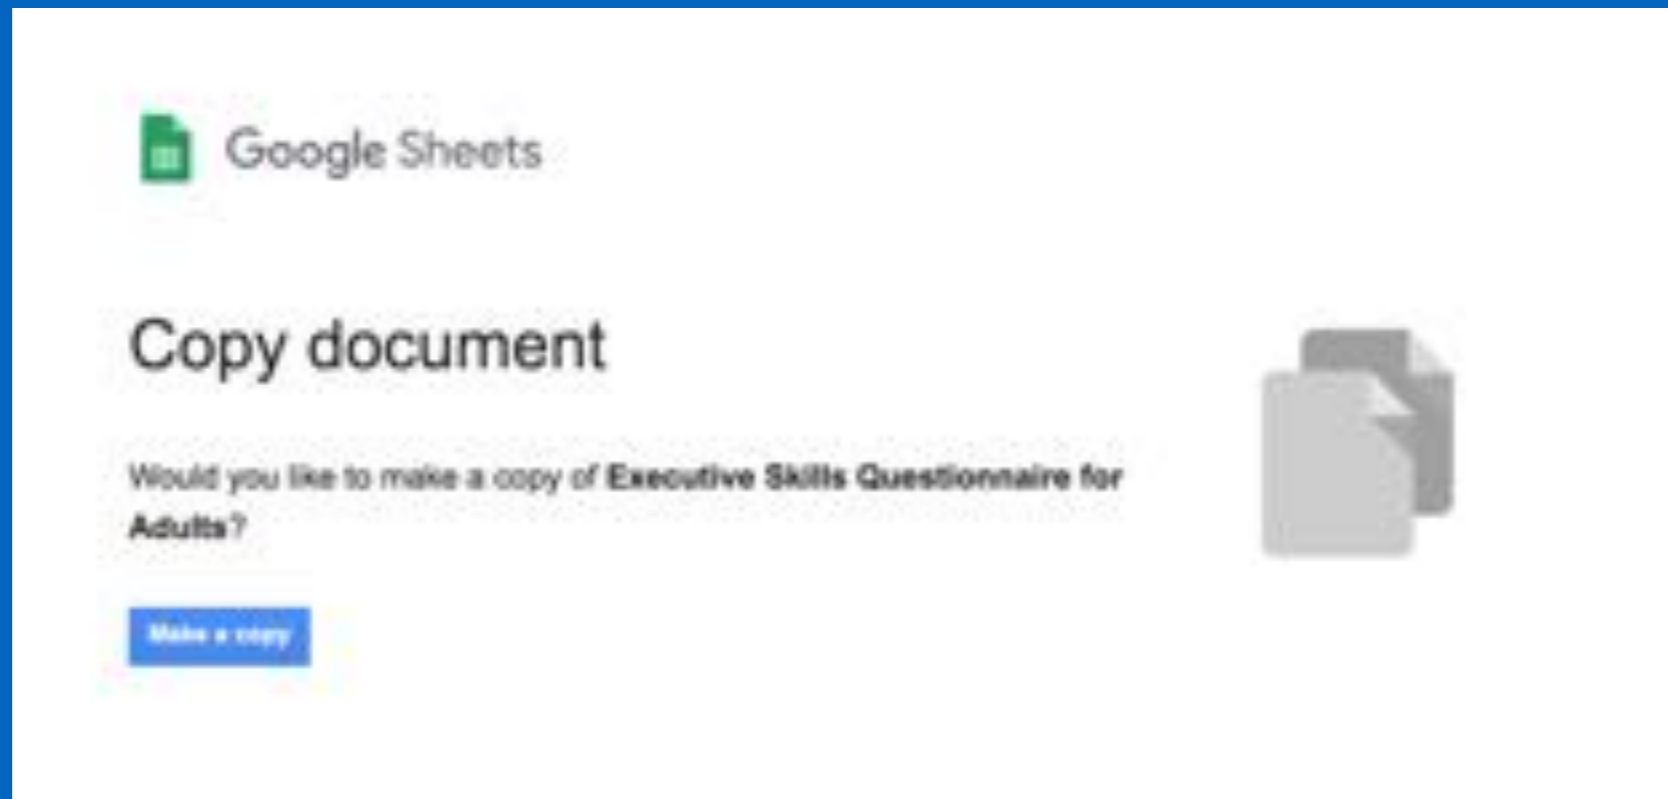 Google Sheets
Copy document
Would you like to make a copy of Executive Skills Questionnaire for
Adults?
Make a copy